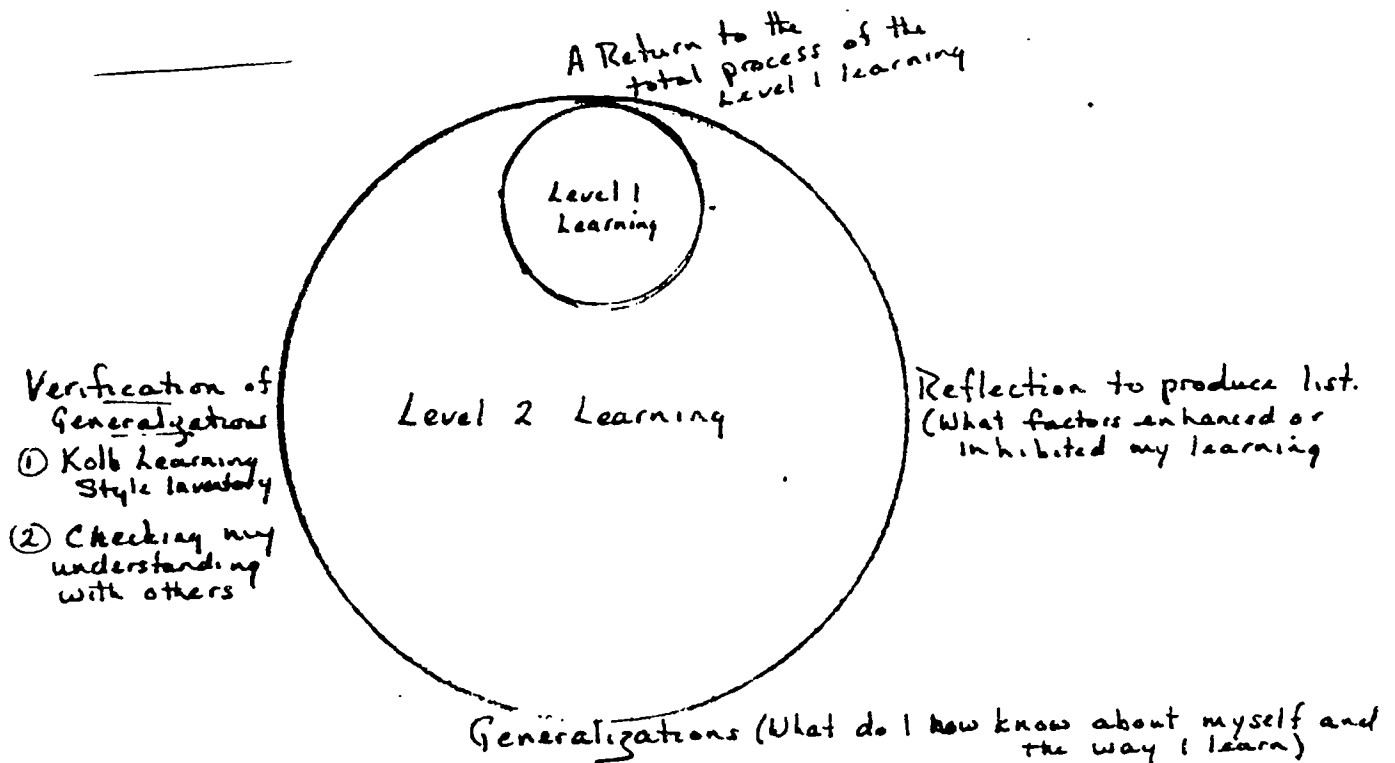 A Return to the
total process of the
Level 1 learning
Level 1
Learning
Level 2 Learning
Verification of
Generalizations
① Kolb Learning
Style Inventory
② Checking my
understanding
with others
Reflection to produce list.
(What factors enhanced or
inhibited my learning
Generalizations (What do I now know about myself and
the way I learn)